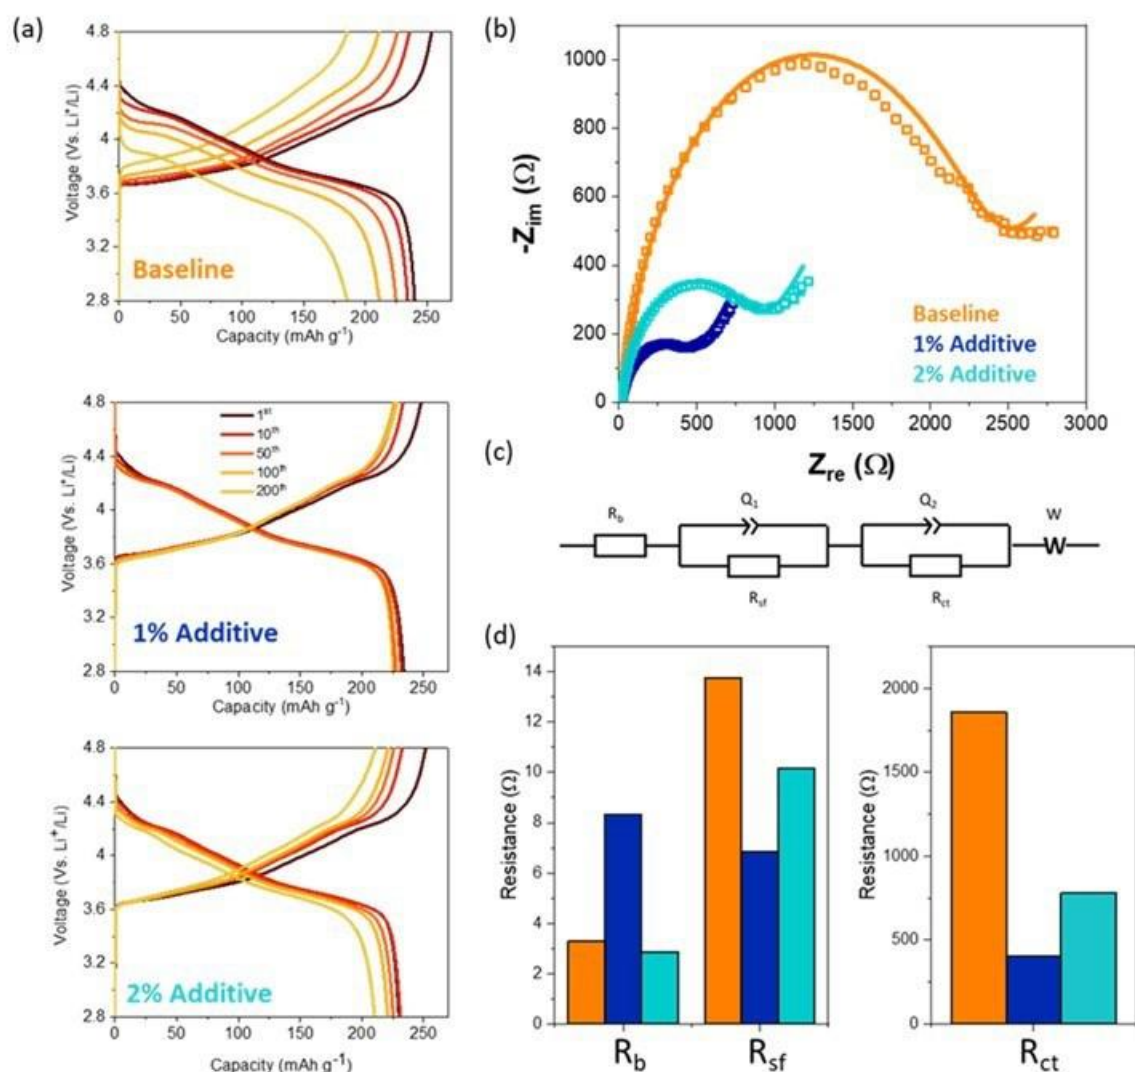 (a)
4.8
4.4
4
3.6
3.2
2.8
Voltage (Vs. Li⁺/Li)
Baseline
0 50 100 150 200 250
Capacity (mAh g⁻¹)
4.8
4.4
4
3.6
3.2
2.8
Voltage (Vs. Li⁺/Li)
1ˢᵗ
10ᵗʰ
50ᵗʰ
100ᵗʰ
200ᵗʰ
1% Additive
0 50 100 150 200 250
Capacity (mAh g⁻¹)
4.8
4.4
4
3.6
3.2
2.8
Voltage (Vs. Li⁺/Li)
2% Additive
0 50 100 150 200 250
Capacity (mAh g⁻¹)
(b)
1000
800
600
400
200
0
-Z_im (Ω)
Baseline
1% Additive
2% Additive
0 500 1000 1500 2000 2500 3000
Z_re (Ω)
(c)
R_b
Q₁
R_sf
Q₂
R_ct
W
W
(d)
14
12
10
8
6
4
2
0
Resistance (Ω)
R_b R_sf
2000
1500
1000
500
0
Resistance (Ω)
R_ct